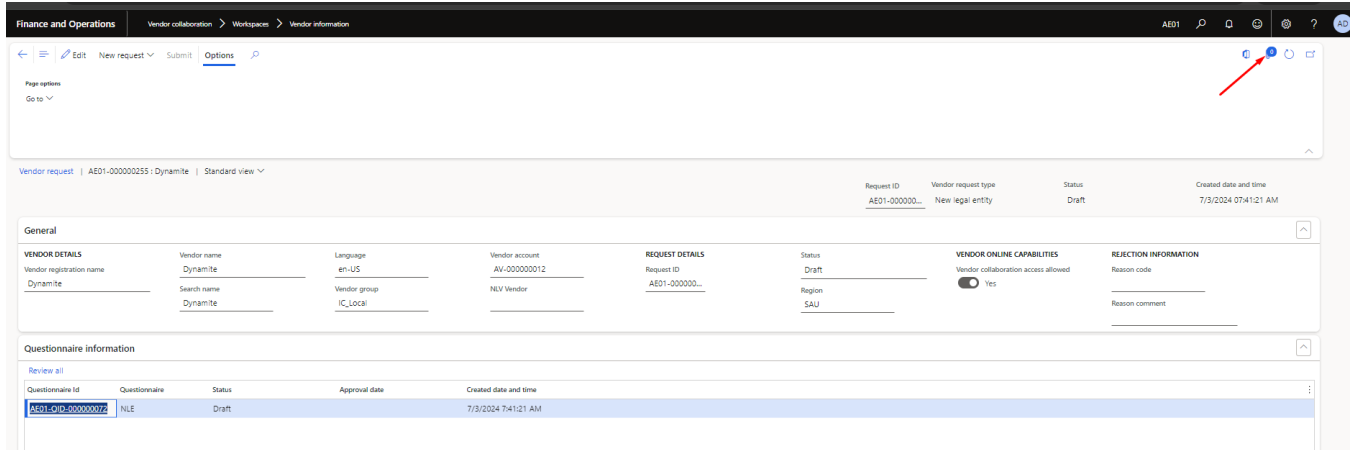 Finance and Operations Vendor collaboration > Workspaces > Vendor information AE01 ? AD
Edit New request Submit Options 0
Page options
Go to
Vendor request | AE01-000000255 : Dynamite | Standard view
Request ID Vendor request type Status Created date and time
AE01-000000... New legal entity Draft 7/3/2024 07:41:21 AM
General
VENDOR DETAILS Vendor name Language Vendor account REQUEST DETAILS Status VENDOR ONLINE CAPABILITIES REJECTION INFORMATION
Vendor registration name Dynamite en-US AV-000000012 Request ID Draft Vendor collaboration access allowed Reason code
Dynamite Search name Vendor group NLV Vendor AE01-000000... Region Yes
Dynamite IC_Local SAU Reason comment
Questionnaire information
Review all
Questionnaire Id Questionnaire Status Approval date Created date and time
AE01-QID-000000072 NLE Draft 7/3/2024 7:41:21 AM